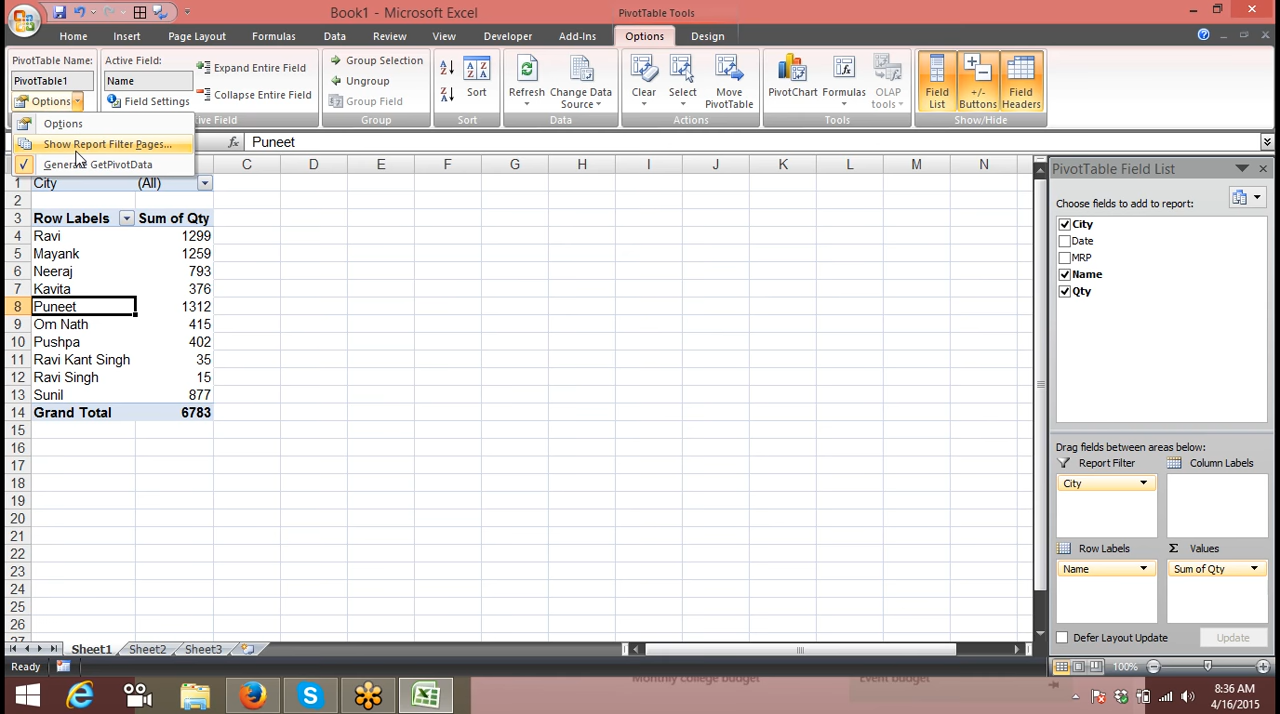 Book1 - Microsoft Excel
PivotTable Tools
Home Insert Page Layout Formulas Data Review View Developer Add-Ins Options Design
PivotTable Name:
PivotTable1
Options
Active Field:
Name
Field Settings
Expand Entire Field
Collapse Entire Field
Group Selection
Ungroup
Group Field
Group
Sort
Sort
Refresh
Change Data Source
Data
Clear
Select
Move PivotTable
Actions
PivotChart
Formulas
OLAP tools
Tools
Field List
+/- Buttons
Field Headers
Show/Hide
Options
Show Report Filter Pages...
Generate GetPivotData
fx Puneet
C D E F G H I J K L M N
1 City (All)
2
3 Row Labels Sum of Qty
4 Ravi 1299
5 Mayank 1259
6 Neeraj 793
7 Kavita 376
8 Puneet 1312
9 Om Nath 415
10 Pushpa 402
11 Ravi Kant Singh 35
12 Ravi Singh 15
13 Sunil 877
14 Grand Total 6783
15
16
17
18
19
20
21
22
23
24
25
26
27
PivotTable Field List
Choose fields to add to report:
City
Date
MRP
Name
Qty
Drag fields between areas below:
Report Filter Column Labels
City
Row Labels Σ Values
Name Sum of Qty
Defer Layout Update Update
Sheet1 Sheet2 Sheet3
Ready 100%
Monthly college budget Event budget
8:36 AM
4/16/2015